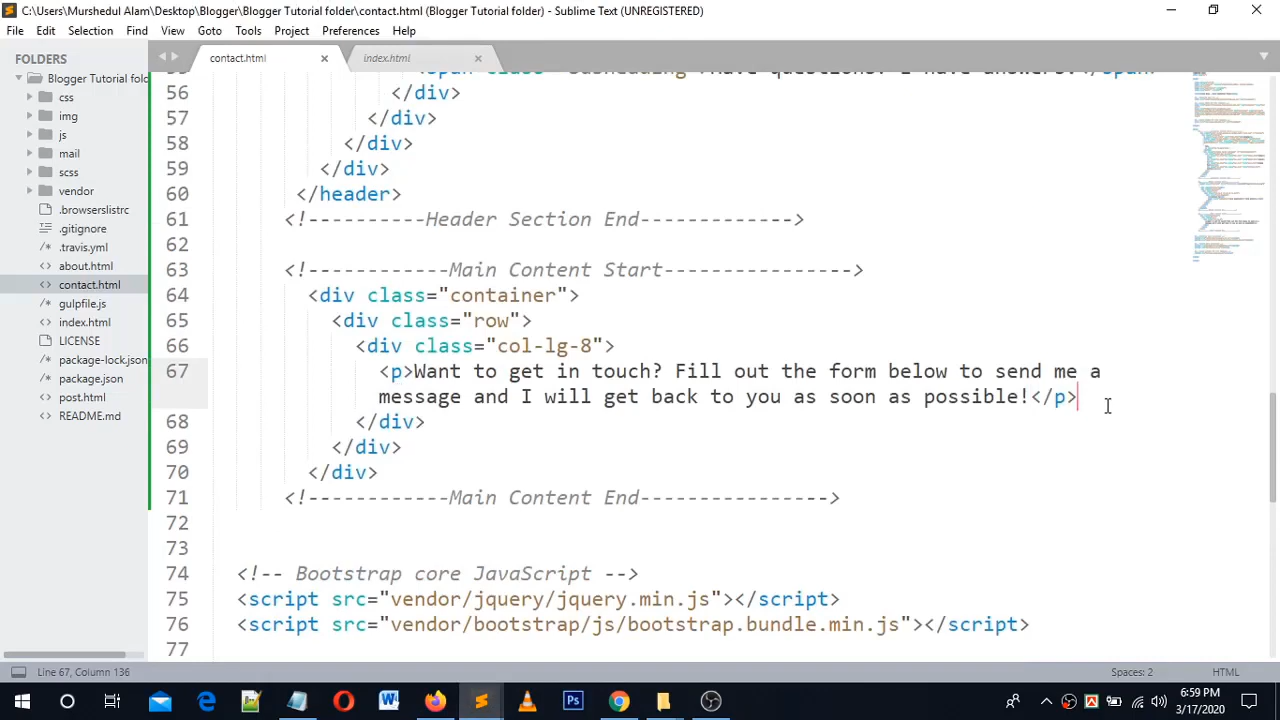 C:\Users\Murshedul Alam\Desktop\Blogger\Blogger Tutorial folder\contact.html (Blogger Tutorial folder) - Sublime Text (UNREGISTERED)
File Edit Selection Find View Goto Tools Project Preferences Help
FOLDERS
Blogger Tutorial fold
css
img
js
mail
scss
vendor
.browserslistrc
.gitignore
.travis.yml
about.html
contact.html
gulpfile.js
index.html
LICENSE
package-lock.json
package.json
post.html
README.md
contact.html index.html
56 </div>
57 </div>
58 </div>
59 </div>
60 </header>
61 <!----------Header Section End------------->
62
63 <!------------Main Content Start---------------->
64 <div class="container">
65 <div class="row">
66 <div class="col-lg-8">
67 <p>Want to get in touch? Fill out the form below to send me a
message and I will get back to you as soon as possible!</p>
68 </div>
69 </div>
70 </div>
71 <!------------Main Content End---------------->
72
73
74 <!-- Bootstrap core JavaScript -->
75 <script src="vendor/jquery/jquery.min.js"></script>
76 <script src="vendor/bootstrap/js/bootstrap.bundle.min.js"></script>
77
Line 67, Column 136 Spaces: 2 HTML
6:59 PM
3/17/2020